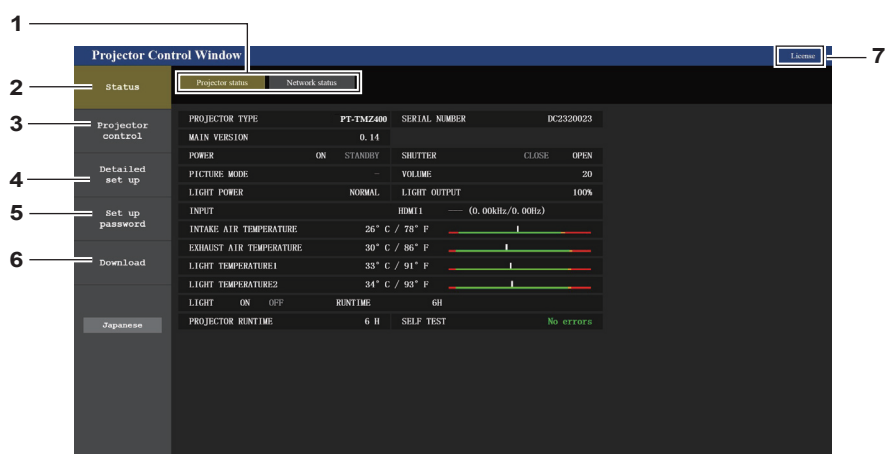 1
Projector Control Window
License
7
2
Status
Projector status
Network status
3
Projector
control
4
Detailed
set up
5
Set up
password
6
Download
Japanese
PROJECTOR TYPE PT-TMZ400 SERIAL NUMBER DC2320023
MAIN VERSION 0.14
POWER ON STANDBY SHUTTER CLOSE OPEN
PICTURE MODE - VOLUME 20
LIGHT POWER NORMAL LIGHT OUTPUT 100%
INPUT HDMI1 ── (0.00kHz/0.00Hz)
INTAKE AIR TEMPERATURE 26° C / 78° F
EXHAUST AIR TEMPERATURE 30° C / 86° F
LIGHT TEMPERATURE1 33° C / 91° F
LIGHT TEMPERATURE2 34° C / 93° F
LIGHT ON OFF RUNTIME 6H
PROJECTOR RUNTIME 6 H SELF TEST No errors